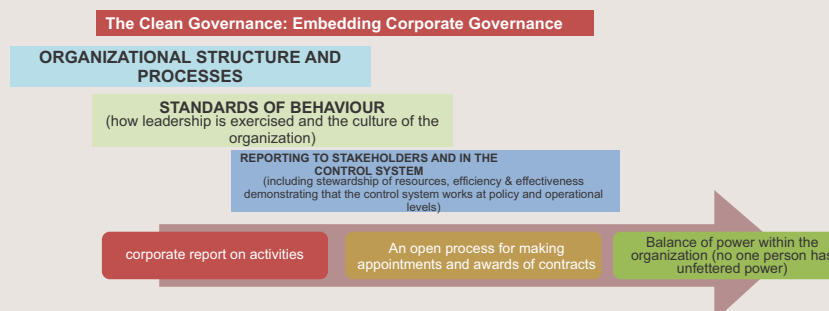 The Clean Governance: Embedding Corporate Governance
ORGANIZATIONAL STRUCTURE AND
PROCESSES
STANDARDS OF BEHAVIOUR
(how leadership is exercised and the culture of the
organization)
REPORTING TO STAKEHOLDERS AND IN THE
CONTROL SYSTEM
(including stewardship of resources, efficiency & effectiveness
demonstrating that the control system works at policy and operational
levels)
corporate report on activities
An open process for making
appointments and awards of contracts
Balance of power within the
organization (no one person has
unfettered power)